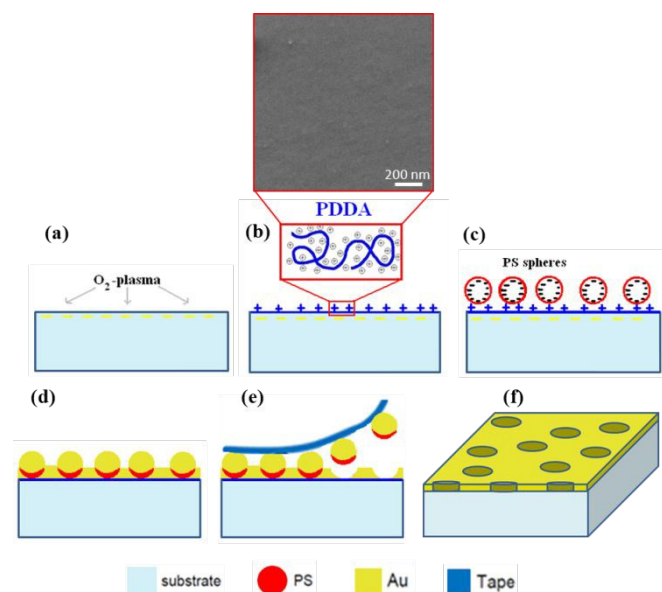 200 nm
PDDA
(a)
(b)
(c)
O2-plasma
PS spheres
(d)
(e)
(f)
substrate
PS
Au
Tape